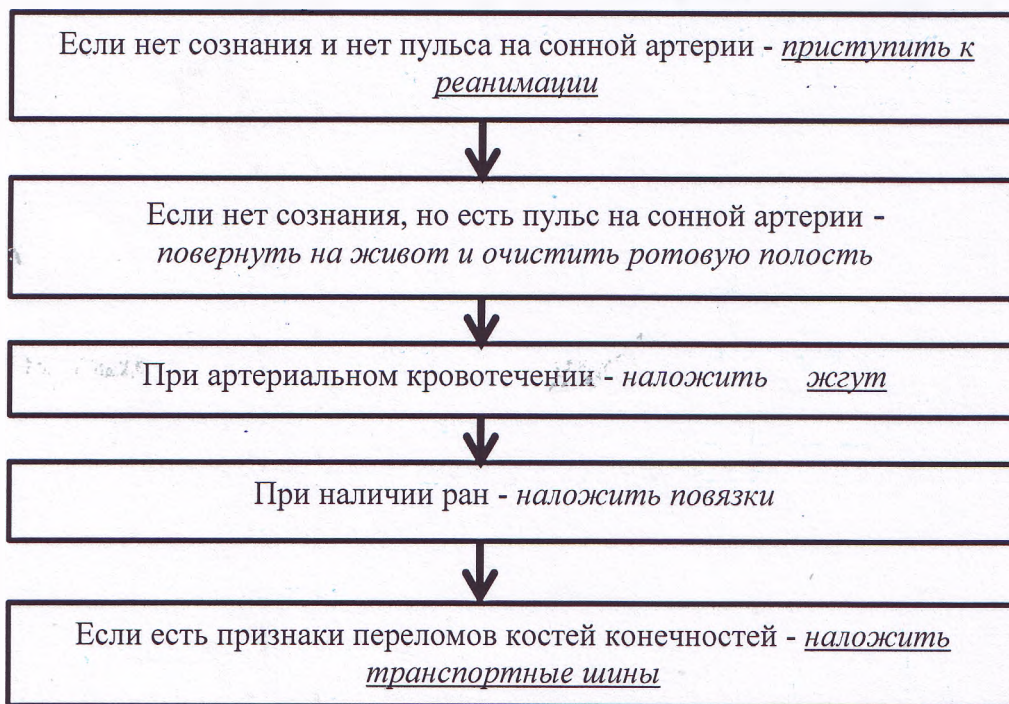 Если нет сознания и нет пульса на сонной артерии - приступить к
реанимации
Если нет сознания, но есть пульс на сонной артерии -
повернуть на живот и очистить ротовую полость
При артериальном кровотечении - наложить жгут
При наличии ран - наложить повязки
Если есть признаки переломов костей конечностей - наложить
транспортные шины